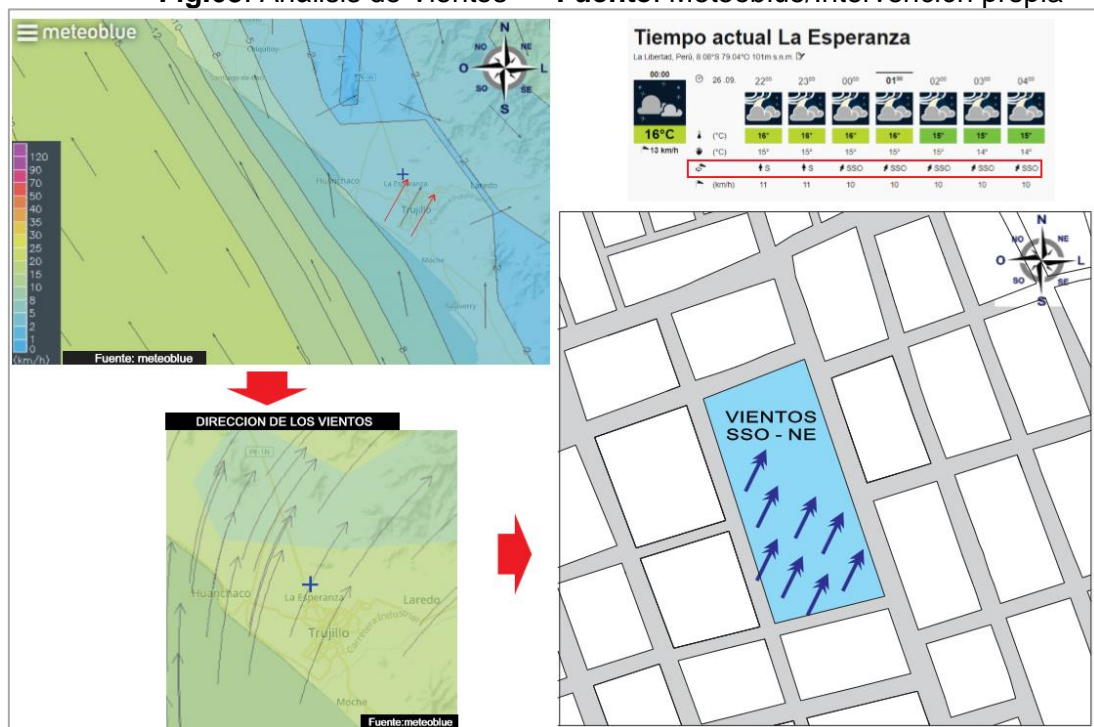 Análisis de Vientos Fuente: Meteoblue/Intervención propia
meteoblue
N
NO NE
O L
SO SE
S
Huanchaco
La Esperanza
Trujillo
Laredo
Moche
Salaverry
120
90
70
50
40
35
30
25
20
15
10
8
5
2
1
0
(km/h)
Fuente: meteoblue
Tiempo actual La Esperanza
La Libertad, Perú, 8.08°S 79.04°O 101m s.n.m.
00:00 26.09. 22⁰⁰ 23⁰⁰ 00⁰⁰ 01⁰⁰ 02⁰⁰ 03⁰⁰ 04⁰⁰
16°C (°C) 16° 16° 16° 16° 15° 15° 15°
13 km/h (°C) 15° 15° 15° 15° 15° 14° 14°
S S SSO SSO SSO SSO SSO
(km/h) 11 11 10 10 10 10 10
DIRECCION DE LOS VIENTOS
PE-1N
Huanchaco
La Esperanza
Laredo
Trujillo
Carretera Industrial
Moche
Fuente:meteoblue
N
NO NE
O L
SO SE
S
VIENTOS
SSO - NE